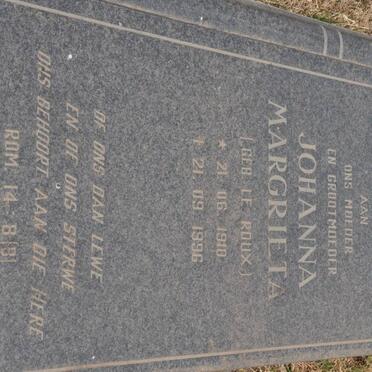 AAN
ONS MOEDER
EN GROOTMOEDER
JOHANNA
MARGRIETA
(GEB LE ROUX)
★ 21. 06. 1910
† 21. 09. 1996
OF ONS DAN LEWE
EN OF ONS STERWE
ONS BEHOORT AAN DIE HERE
ROM. 14-8(B)